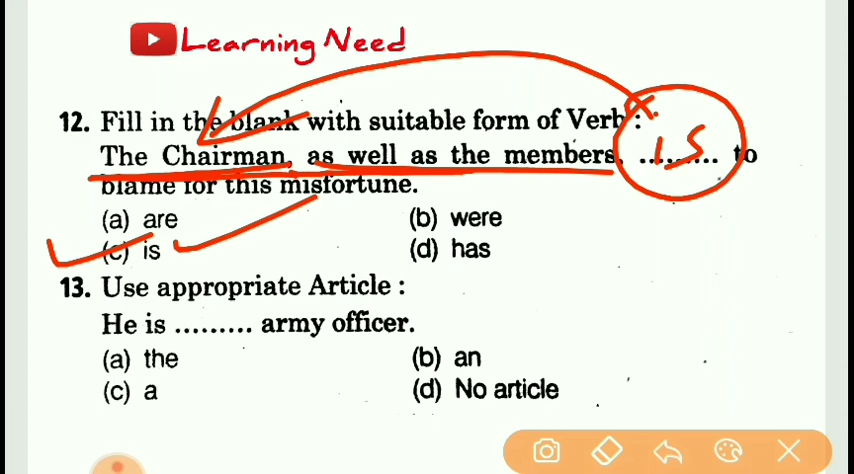 Learning Need
12. Fill in the blank with suitable form of Verb :
The Chairman, as well as the members, ......... to
is
blame for this misfortune.
(a) are (b) were
(c) is (d) has
13. Use appropriate Article :
He is ......... army officer.
(a) the (b) an
(c) a (d) No article